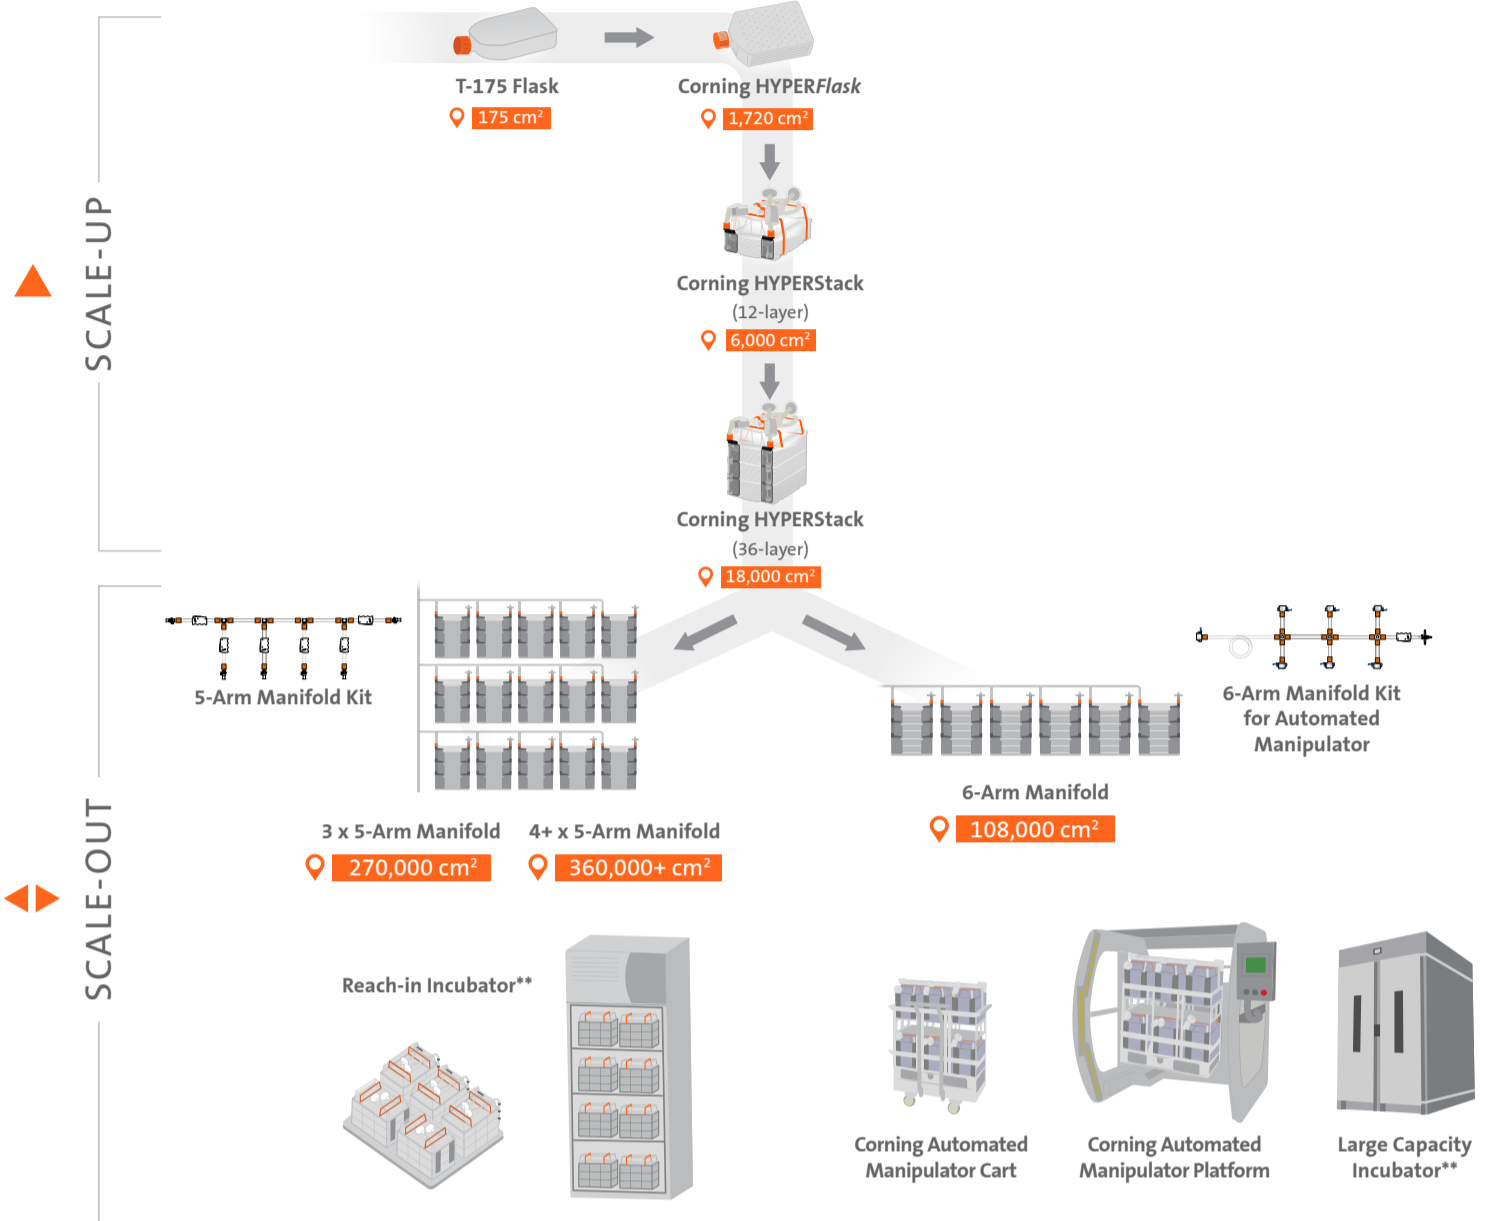 SCALE-UP
T-175 Flask
175 cm²
Corning HYPERFlask
1,720 cm²
Corning HYPERStack
(12-layer)
6,000 cm²
Corning HYPERStack
(36-layer)
18,000 cm²
SCALE-OUT
5-Arm Manifold Kit
3 x 5-Arm Manifold
270,000 cm²
4+ x 5-Arm Manifold
360,000+ cm²
6-Arm Manifold
108,000 cm²
6-Arm Manifold Kit
for Automated
Manipulator
Reach-in Incubator**
Corning Automated
Manipulator Cart
Corning Automated
Manipulator Platform
Large Capacity
Incubator**